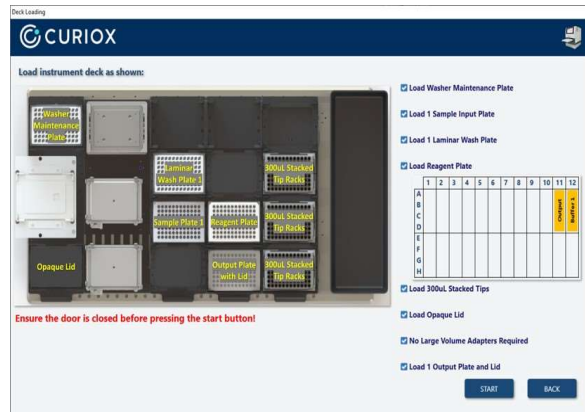 Deck Loading
CURIOX
Load instrument deck as shown:
Washer
Maintenance
Plate
Laminar
Wash Plate 1
300uL Stacked
Tip Racks
Sample Plate 1
Reagent Plate
300uL Stacked
Tip Racks
Opaque Lid
Output Plate
with Lid
300uL Stacked
Tip Racks
Ensure the door is closed before pressing the start button!
Load Washer Maintenance Plate
Load 1 Sample Input Plate
Load 1 Laminar Wash Plate
Load Reagent Plate
1 2 3 4 5 6 7 8 9 10 11 12
A
B
C
D
E
F
G
H
Output
Buffer 1
Load 300uL Stacked Tips
Load Opaque Lid
No Large Volume Adapters Required
Load 1 Output Plate and Lid
START
BACK